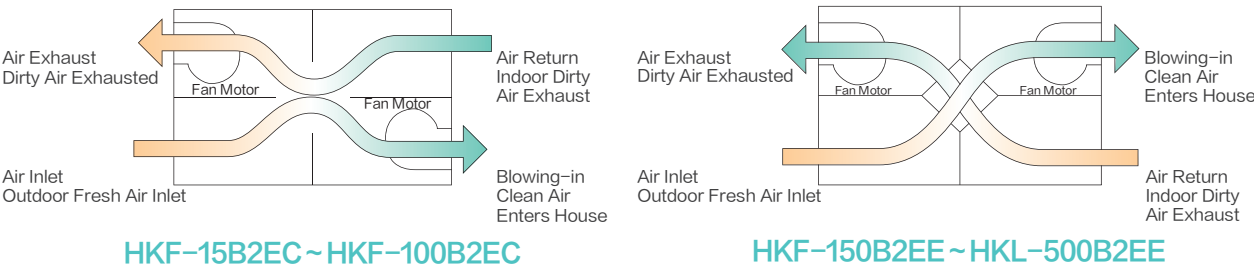 Air Exhaust
Dirty Air Exhausted
Fan Motor
Air Return
Indoor Dirty
Air Exhaust
Fan Motor
Air Inlet
Outdoor Fresh Air Inlet
Blowing-in
Clean Air
Enters House
HKF-15B2EC~HKF-100B2EC
Air Exhaust
Dirty Air Exhausted
Fan Motor
Fan Motor
Blowing-in
Clean Air
Enters House
Air Inlet
Outdoor Fresh Air Inlet
Air Return
Indoor Dirty
Air Exhaust
HKF-150B2EE~HKL-500B2EE